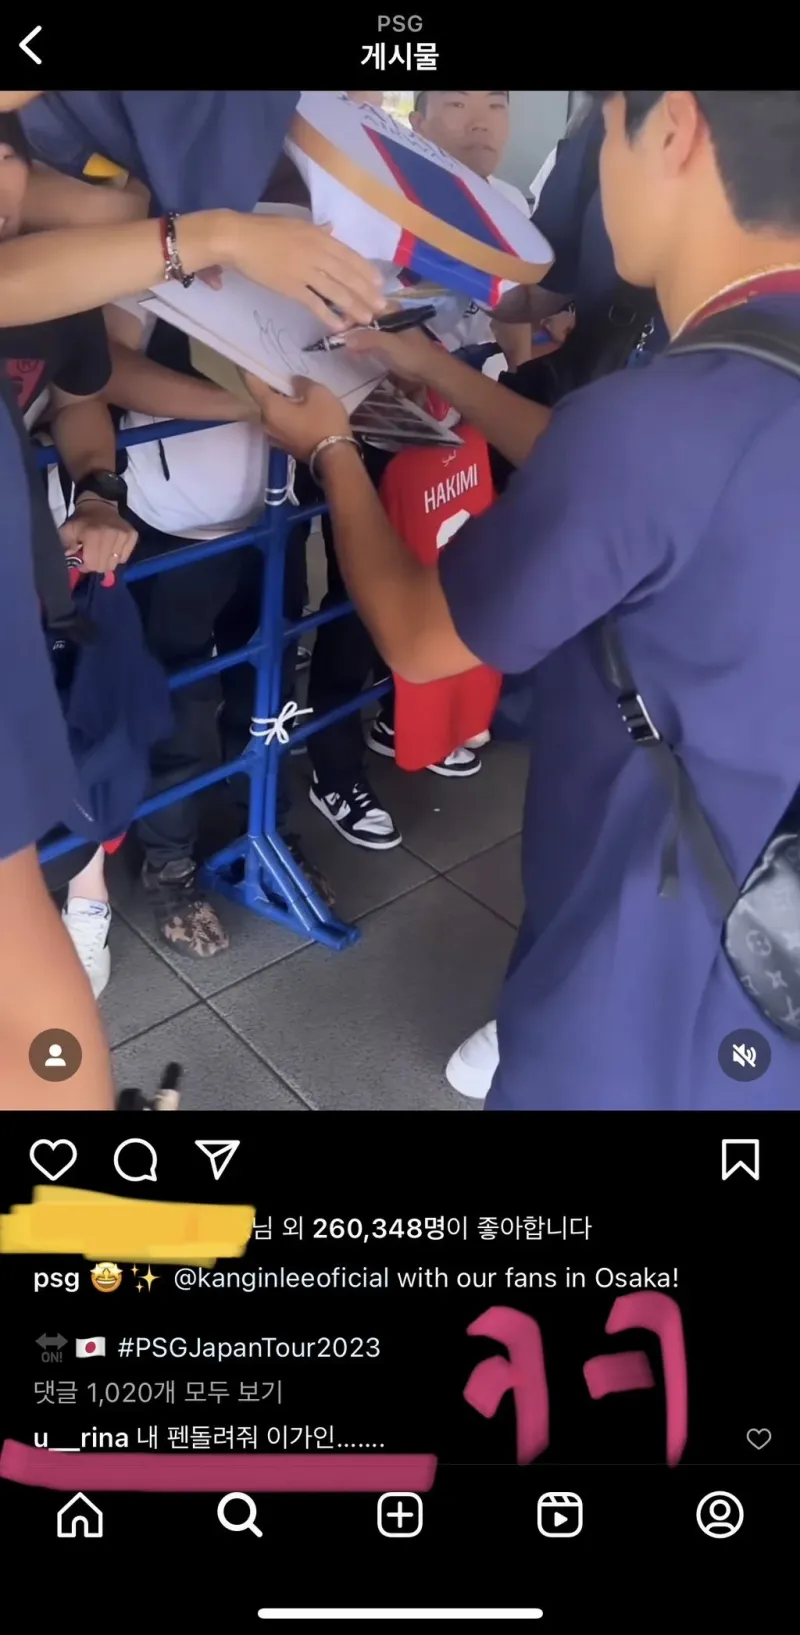 PSG
게시물
HAKIMI
님 외 260,348명이 좋아합니다
psg 🤩✨ @kanginleeoficial with our fans in Osaka!
🔛🇯🇵 #PSGJapanTour2023
댓글 1,020개 모두 보기
u__rina 내 펜돌려줘 이가인.......
ㅋㅋ